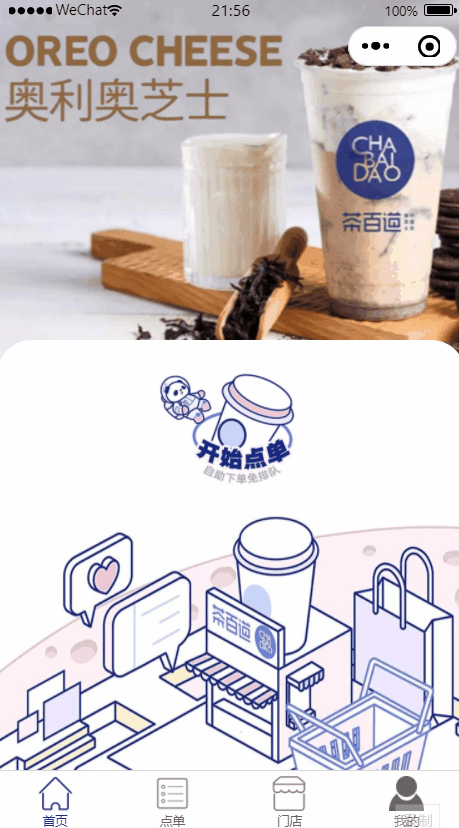 WeChat
21:56
100%
OREO CHEESE
奥利奥芝士
CHA
BAI
DAO
茶百道
开始点单
自助下单免排队
茶百道
CHA
BAI
DAO
首页
点单
门店
我的